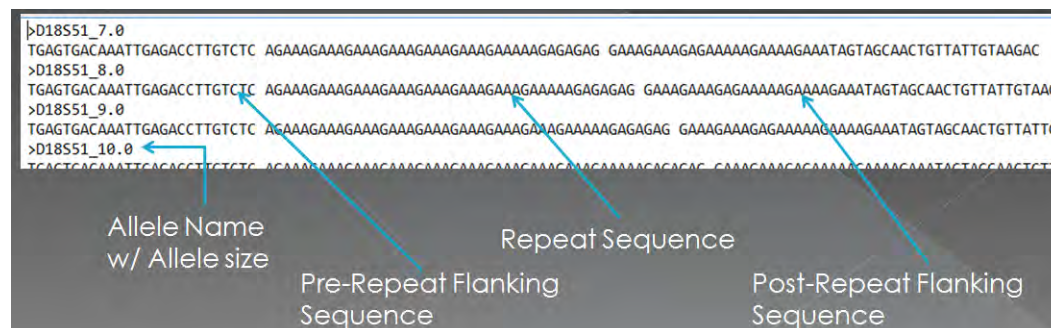 >D18S51_7.0
TGAGTGACAAATTGAGACCTTGTCTC AGAAAGAAAGAAAGAAAGAAAGAAAGAAAAAGAGAGAG GAAAGAAAGAGAAAAAGAAAAGAAATAGTAGCAACTGTTATTGTAAGAC
>D18S51_8.0
TGAGTGACAAATTGAGACCTTGTCTC AGAAAGAAAGAAAGAAAGAAAGAAAGAAAGAAAAAGAGAGAG GAAAGAAAGAGAAAAAGAAAAGAAATAGTAGCAACTGTTATTGTAAG
>D18S51_9.0
TGAGTGACAAATTGAGACCTTGTCTC AGAAAGAAAGAAAGAAAGAAAGAAAGAAAGAAAGAAAAAGAGAGAG GAAAGAAAGAGAAAAAGAAAAGAAATAGTAGCAACTGTTATTG
>D18S51_10.0
Allele Name
w/ Allele size
Repeat Sequence
Pre-Repeat Flanking
Sequence
Post-Repeat Flanking
Sequence